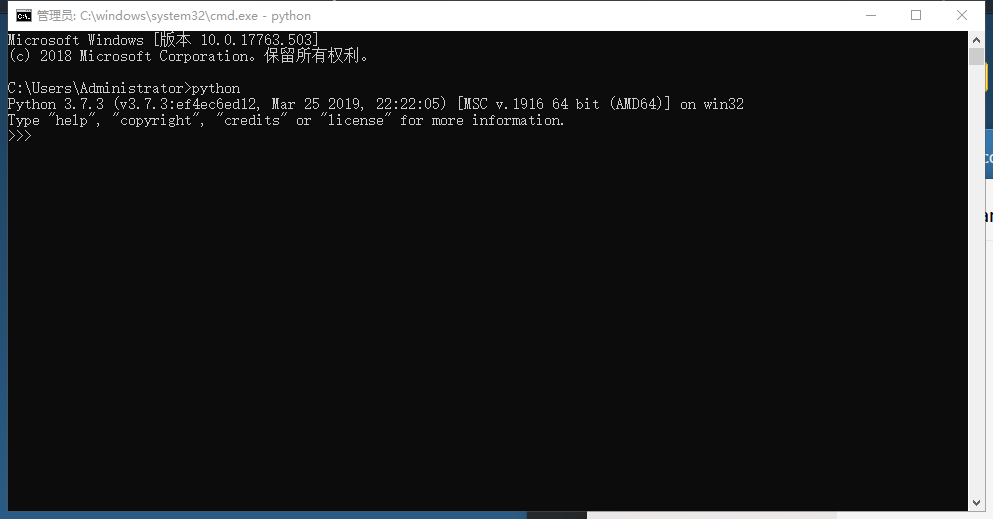 管理员: C:\windows\system32\cmd.exe - python
Microsoft Windows [版本 10.0.17763.503]
(c) 2018 Microsoft Corporation。保留所有权利。
C:\Users\Administrator>python
Python 3.7.3 (v3.7.3:ef4ec6ed12, Mar 25 2019, 22:22:05) [MSC v.1916 64 bit (AMD64)] on win32
Type "help", "copyright", "credits" or "license" for more information.
>>>